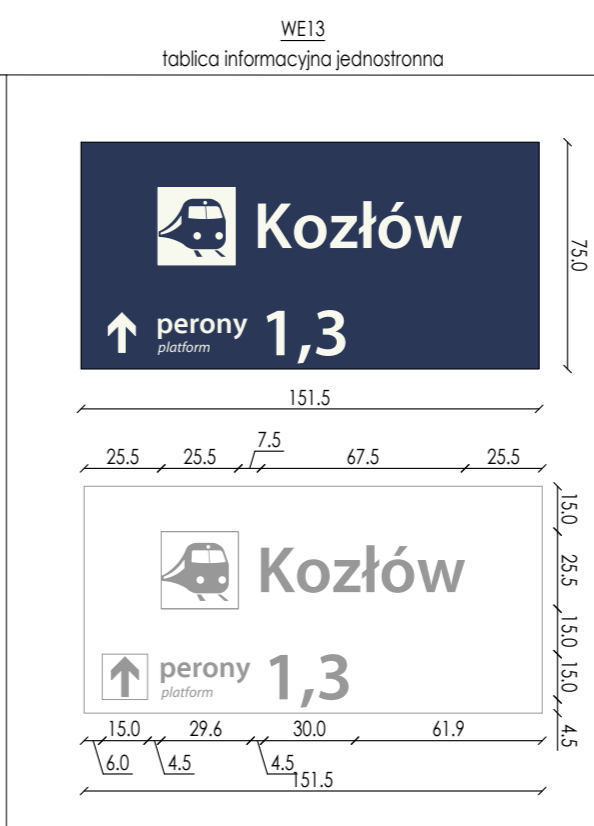 WE13
tablica informacyjna jednostronna
Kozłów
perony 1,3
platform
75.0
151.5
25.5 25.5 7.5 67.5 25.5
Kozłów
perony 1,3
platform
15.0
25.5
15.0
15.0
4.5
15.0 29.6 30.0 61.9
6.0 4.5 4.5
151.5